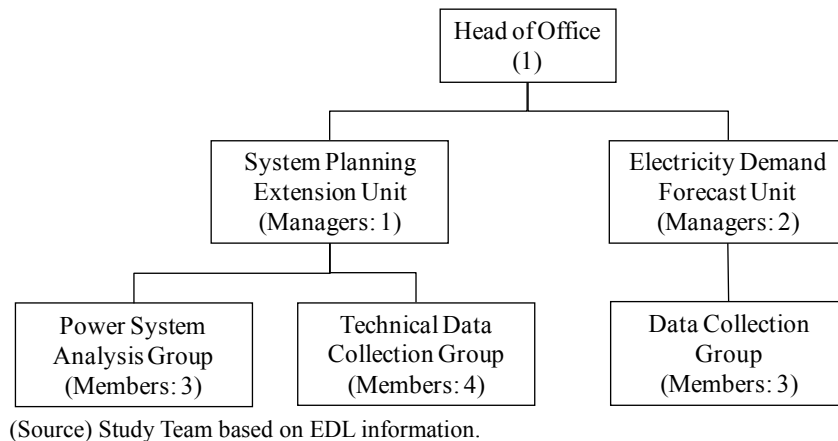 Head of Office
(1)
System Planning
Extension Unit
(Managers: 1)
Electricity Demand
Forecast Unit
(Managers: 2)
Power System
Analysis Group
(Members: 3)
Technical Data
Collection Group
(Members: 4)
Data Collection
Group
(Members: 3)
(Source) Study Team based on EDL information.